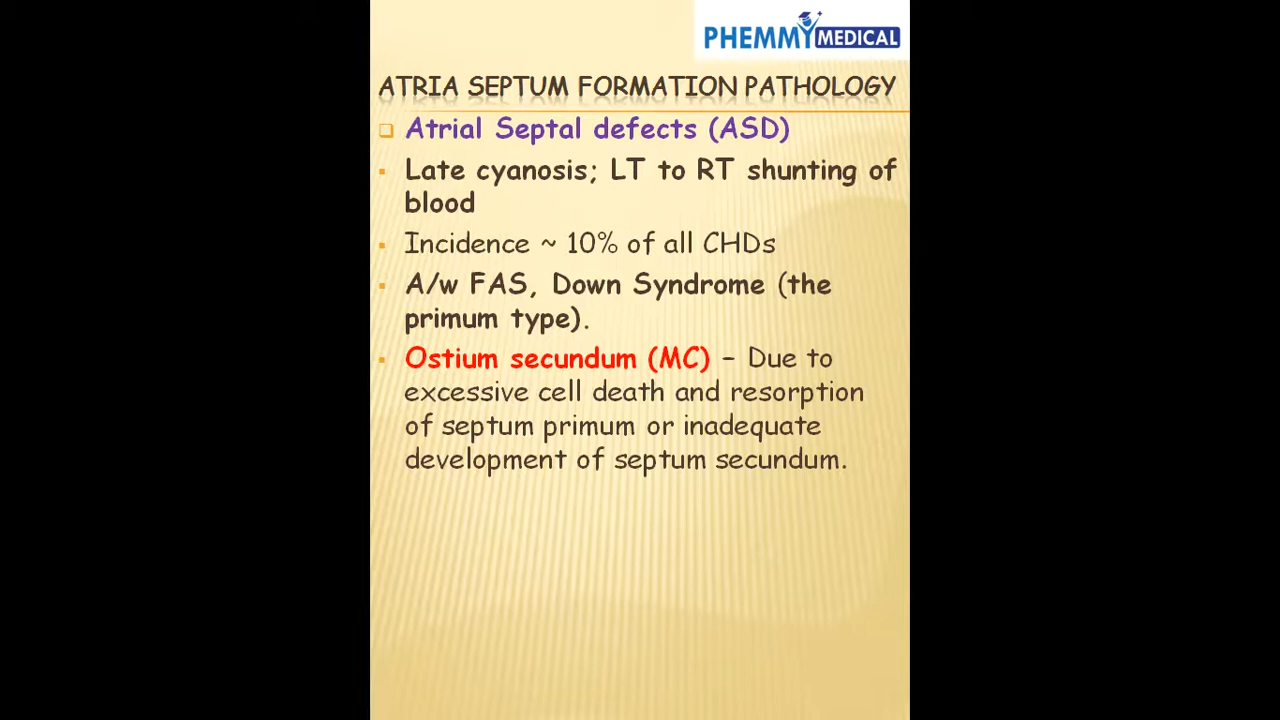 PHEMMY MEDICAL
ATRIA SEPTUM FORMATION PATHOLOGY
Atrial Septal defects (ASD)
Late cyanosis; LT to RT shunting of
blood
Incidence ~ 10% of all CHDs
A/w FAS, Down Syndrome (the
primum type).
Ostium secundum (MC) – Due to
excessive cell death and resorption
of septum primum or inadequate
development of septum secundum.